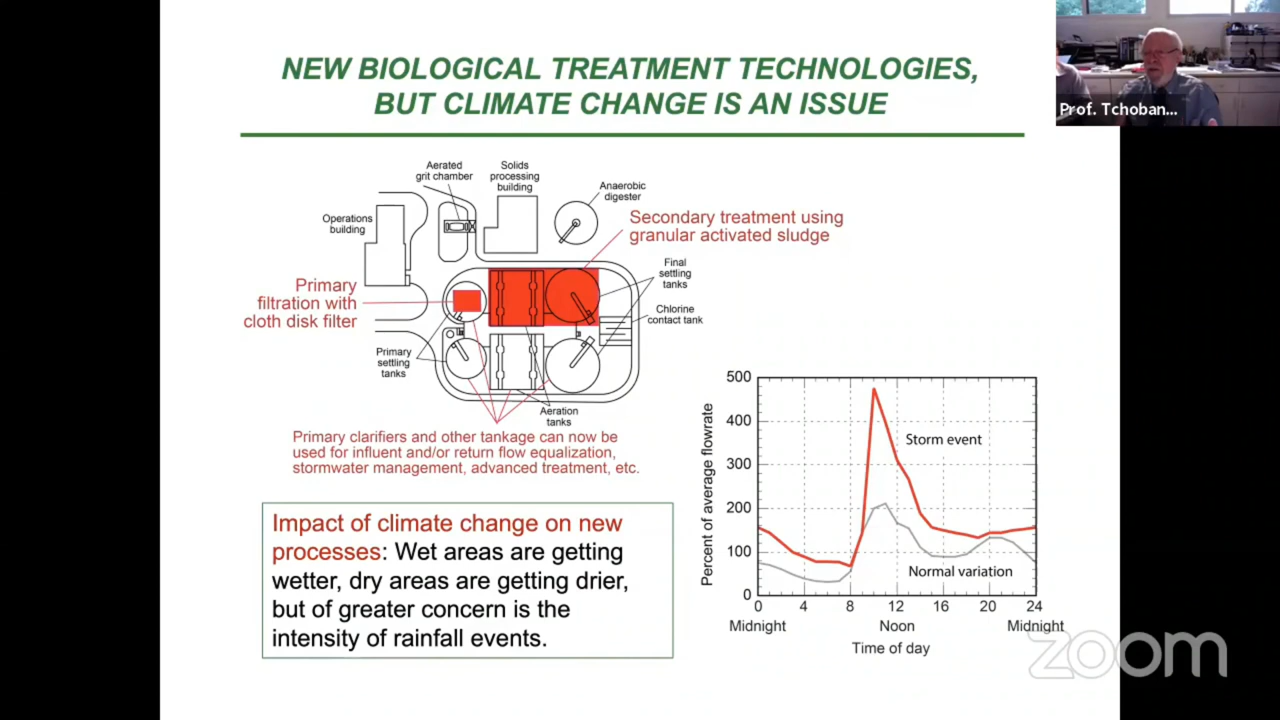 NEW BIOLOGICAL TREATMENT TECHNOLOGIES,
BUT CLIMATE CHANGE IS AN ISSUE
Prof. Tchoban...
Aerated
grit chamber
Solids
processing
building
Anaerobic
digester
Operations
building
Secondary treatment using
granular activated sludge
Final
settling
tanks
Primary
filtration with
cloth disk filter
Chlorine
contact tank
Primary
settling
tanks
Aeration
tanks
Primary clarifiers and other tankage can now be
used for influent and/or return flow equalization,
stormwater management, advanced treatment, etc.
Impact of climate change on new
processes: Wet areas are getting
wetter, dry areas are getting drier,
but of greater concern is the
intensity of rainfall events.
Percent of average flowrate
500
400
300
200
100
0
Storm event
Normal variation
0 4 8 12 16 20 24
Midnight Noon Midnight
Time of day
zoom